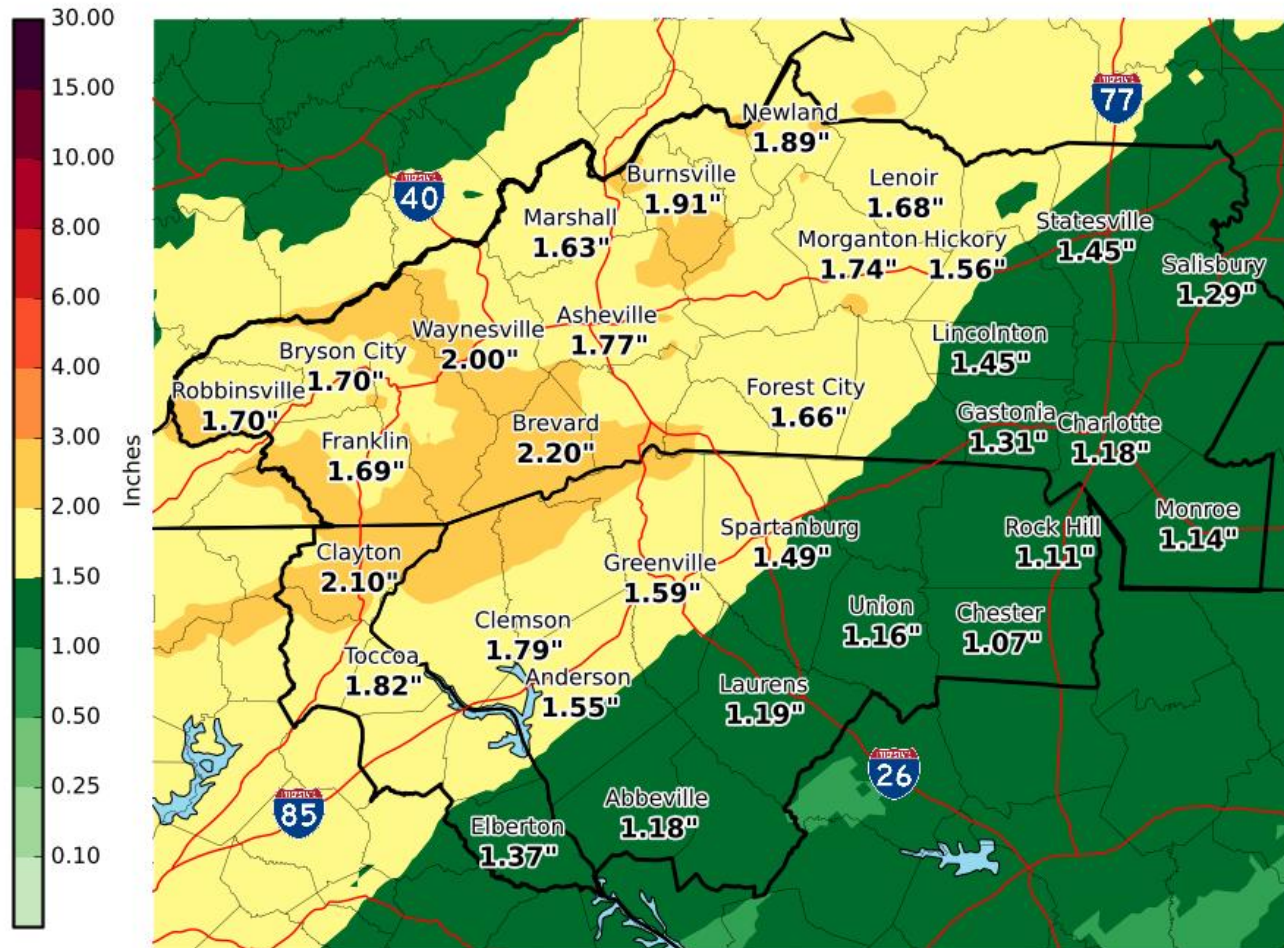 30.00
15.00
10.00
8.00
6.00
4.00
3.00
2.00
1.50
1.00
0.50
0.25
0.10
Inches
77
Newland
1.89"
Burnsville
1.91"
Lenoir
1.68"
40
Marshall
1.63"
Statesville
1.45"
Morganton
1.74"
Hickory
1.56"
Salisbury
1.29"
Asheville
1.77"
Waynesville
2.00"
Lincolnton
1.45"
Bryson City
1.70"
Robbinsville
1.70"
Forest City
1.66"
Brevard
2.20"
Gastonia
1.31"
Charlotte
1.18"
Franklin
1.69"
Monroe
1.14"
Spartanburg
1.49"
Rock Hill
1.11"
Clayton
2.10"
Greenville
1.59"
Union
1.16"
Chester
1.07"
Clemson
1.79"
Toccoa
1.82"
Anderson
1.55"
Laurens
1.19"
26
85
Abbeville
1.18"
Elberton
1.37"